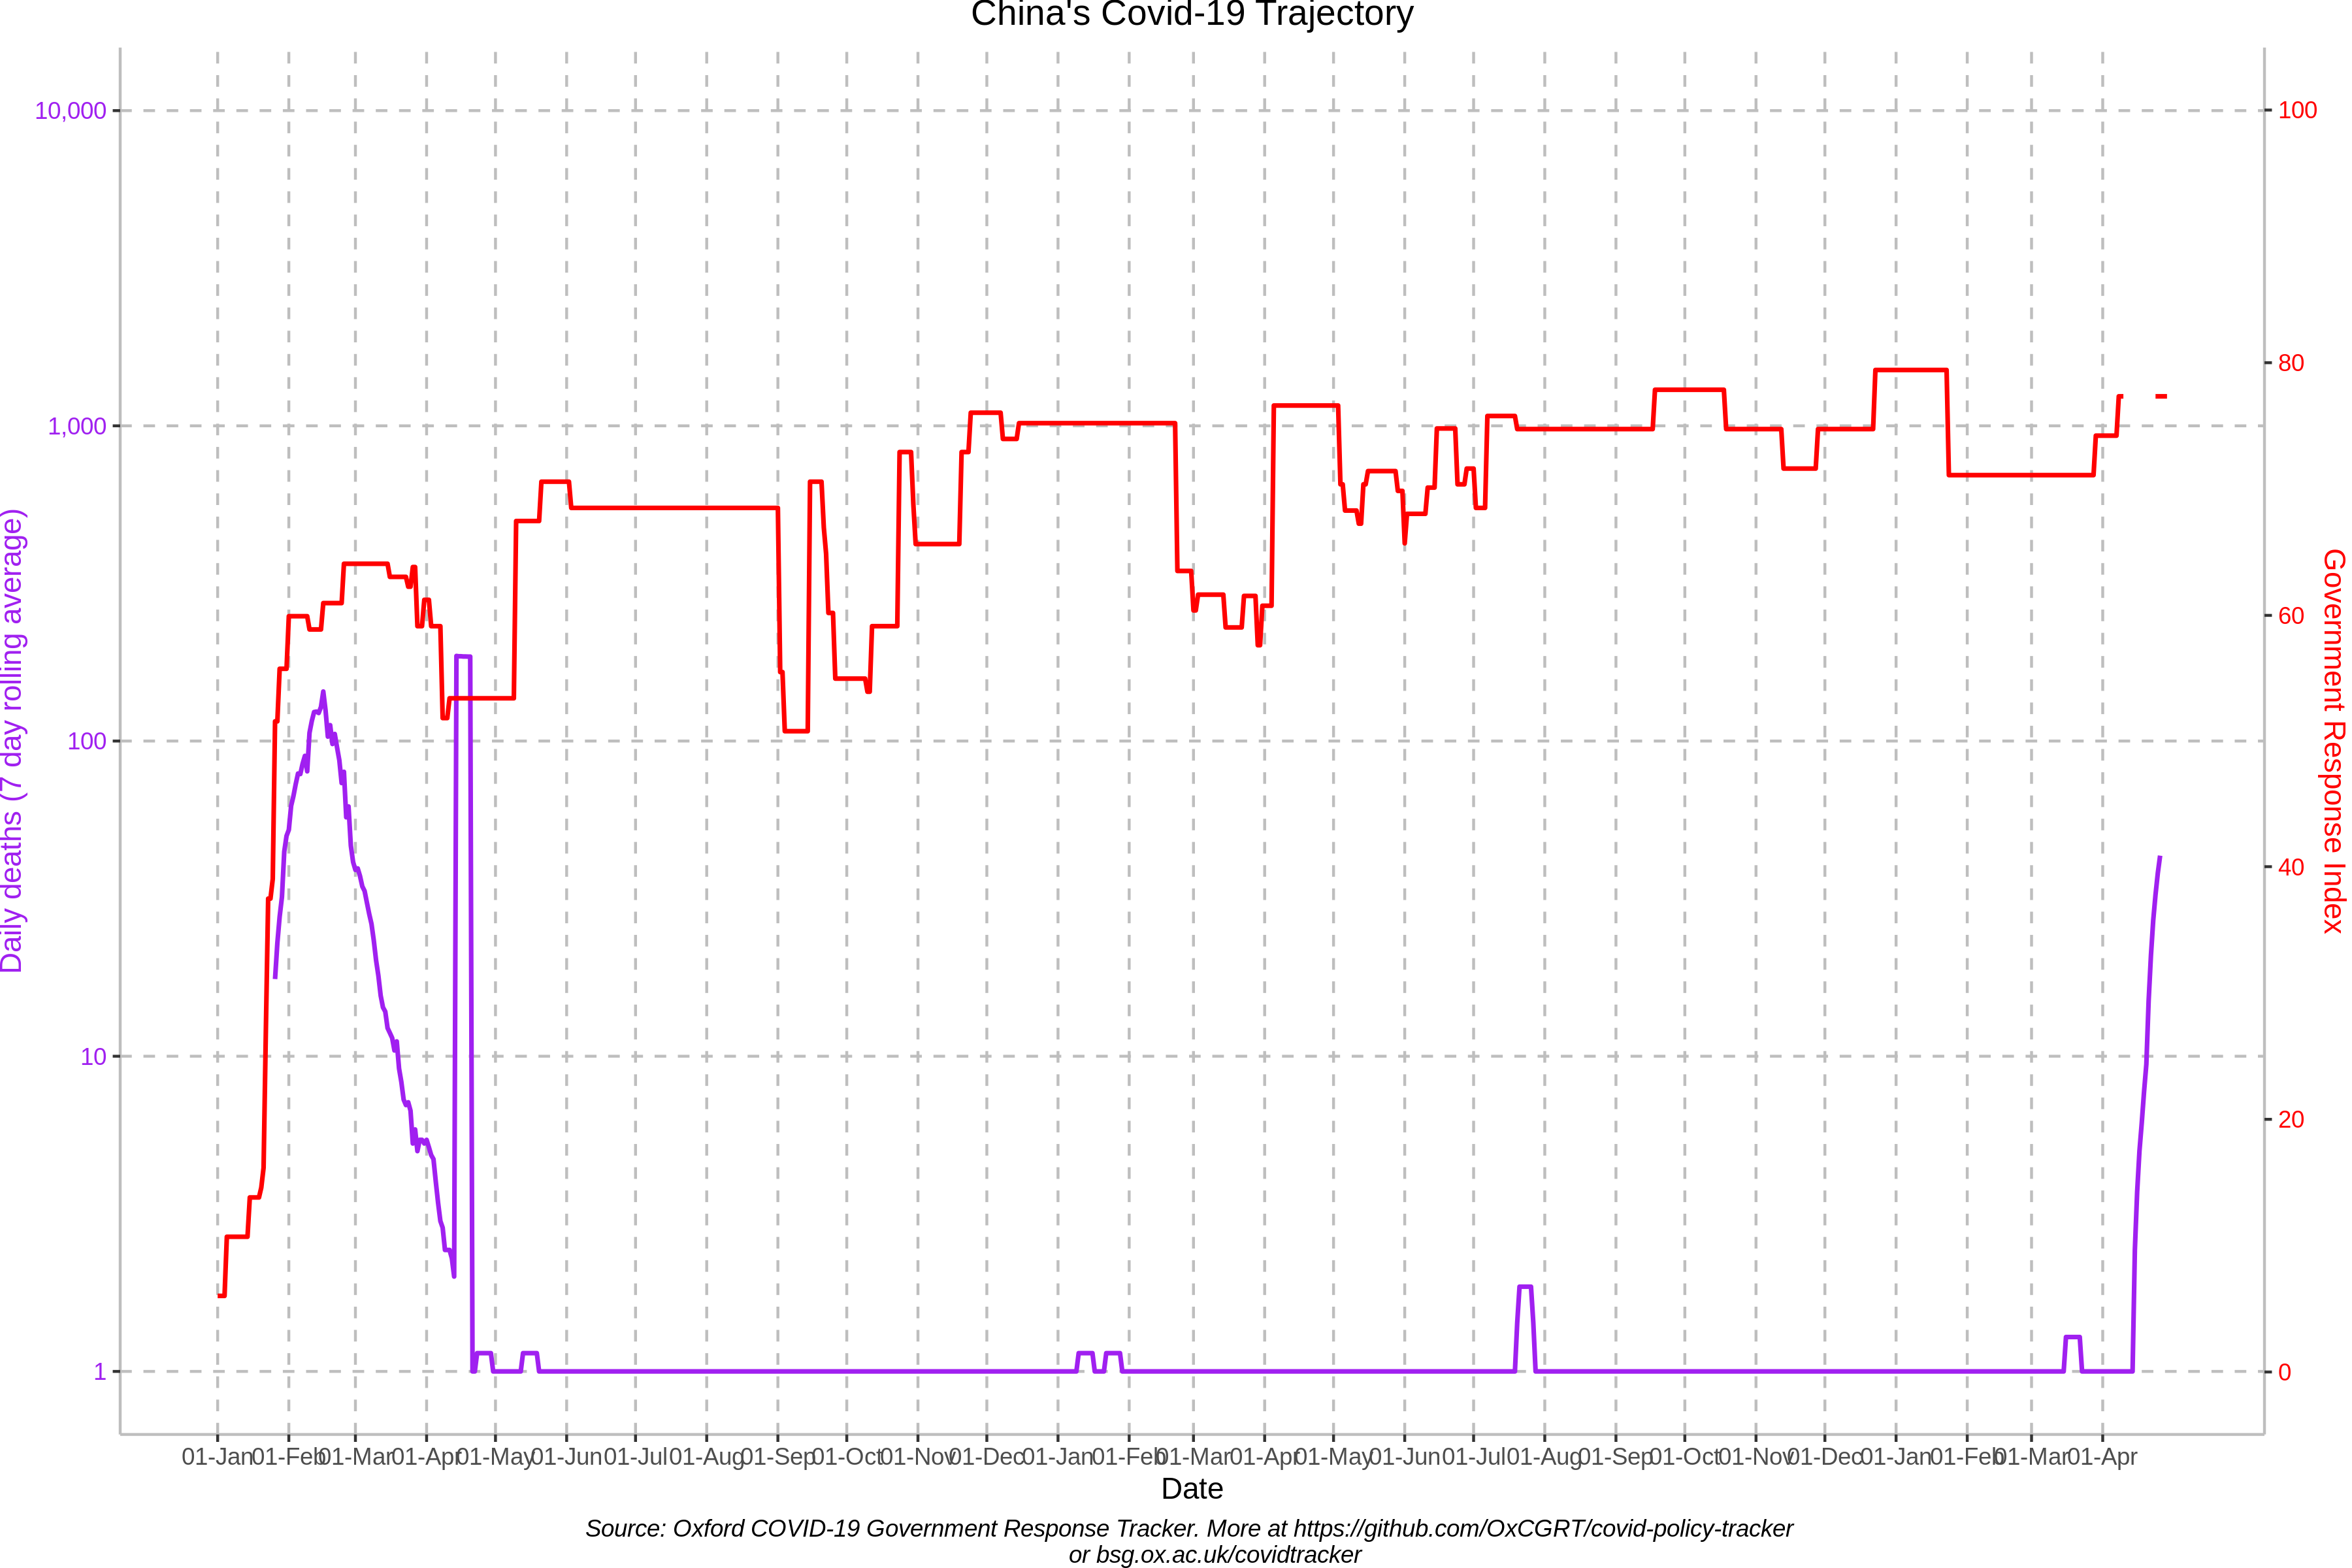 China's Covid-19 Trajectory
10,000
1,000
100
10
1
Daily deaths (7 day rolling average)
100
80
60
40
20
0
Government Response Index
01-Jan 01-Feb 01-Mar 01-Apr 01-May 01-Jun 01-Jul 01-Aug 01-Sep 01-Oct 01-Nov 01-Dec 01-Jan 01-Feb 01-Mar 01-Apr 01-May 01-Jun 01-Jul 01-Aug 01-Sep 01-Oct 01-Nov 01-Dec 01-Jan 01-Feb 01-Mar 01-Apr
Date
Source: Oxford COVID-19 Government Response Tracker. More at https://github.com/OxCGRT/covid-policy-tracker
or bsg.ox.ac.uk/covidtracker